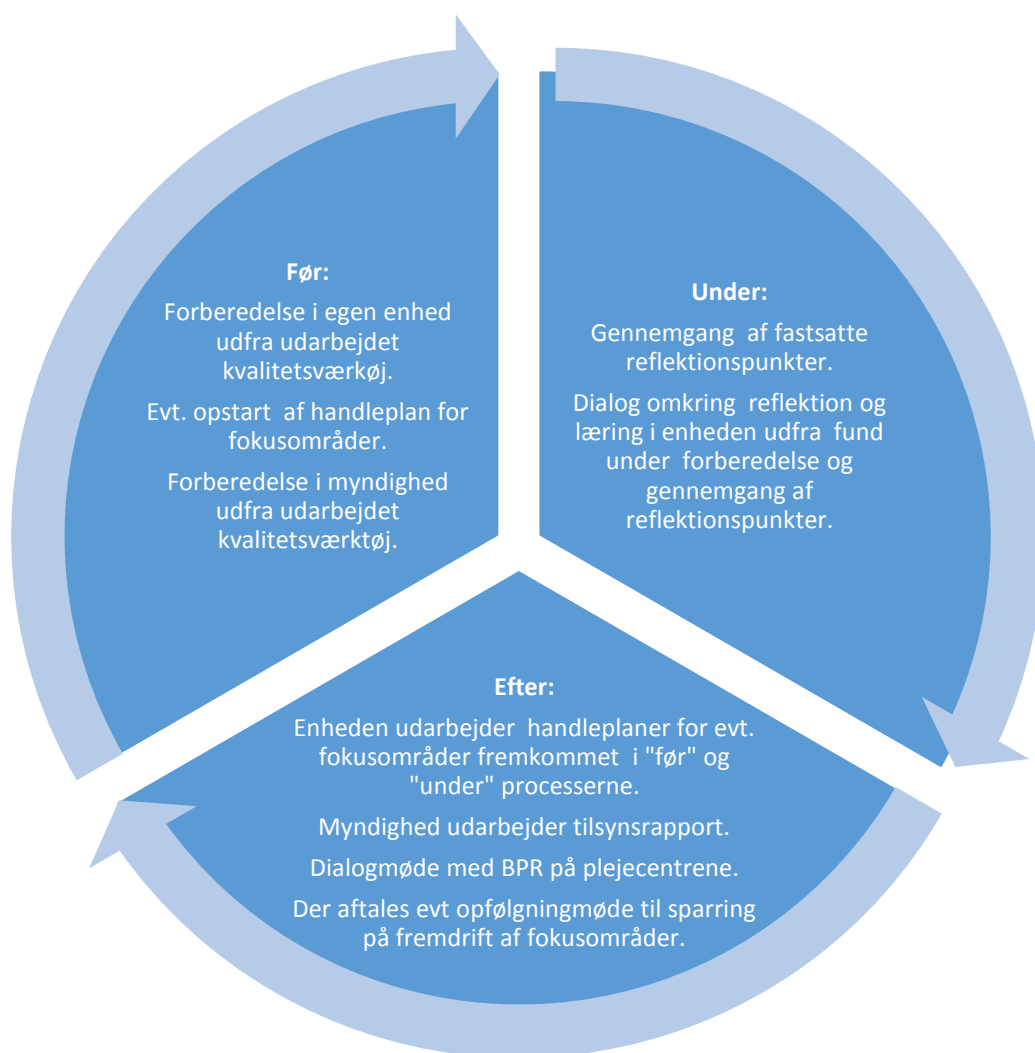 Før:
Forberedelse i egen enhed
udfra udarbejdet
kvalitetsværkøj.
Evt. opstart  af handleplan for
fokusområder.
Forberedelse i myndighed
udfra udarbejdet
kvalitetsværktøj.
Under:
Gennemgang  af fastsatte
reflektionspunkter.
Dialog omkring  reflektion og
læring i enheden udfra  fund
under  forberedelse og
gennemgang af
reflektionspunkter.
Efter:
Enheden udarbejder  handleplaner for evt.
fokusområder fremkommet  i "før" og
"under" processerne.
Myndighed udarbejder tilsynsrapport.
Dialogmøde med BPR på plejecentrene.
Der aftales evt opfølgningmøde til sparring
på fremdrift af fokusområder.